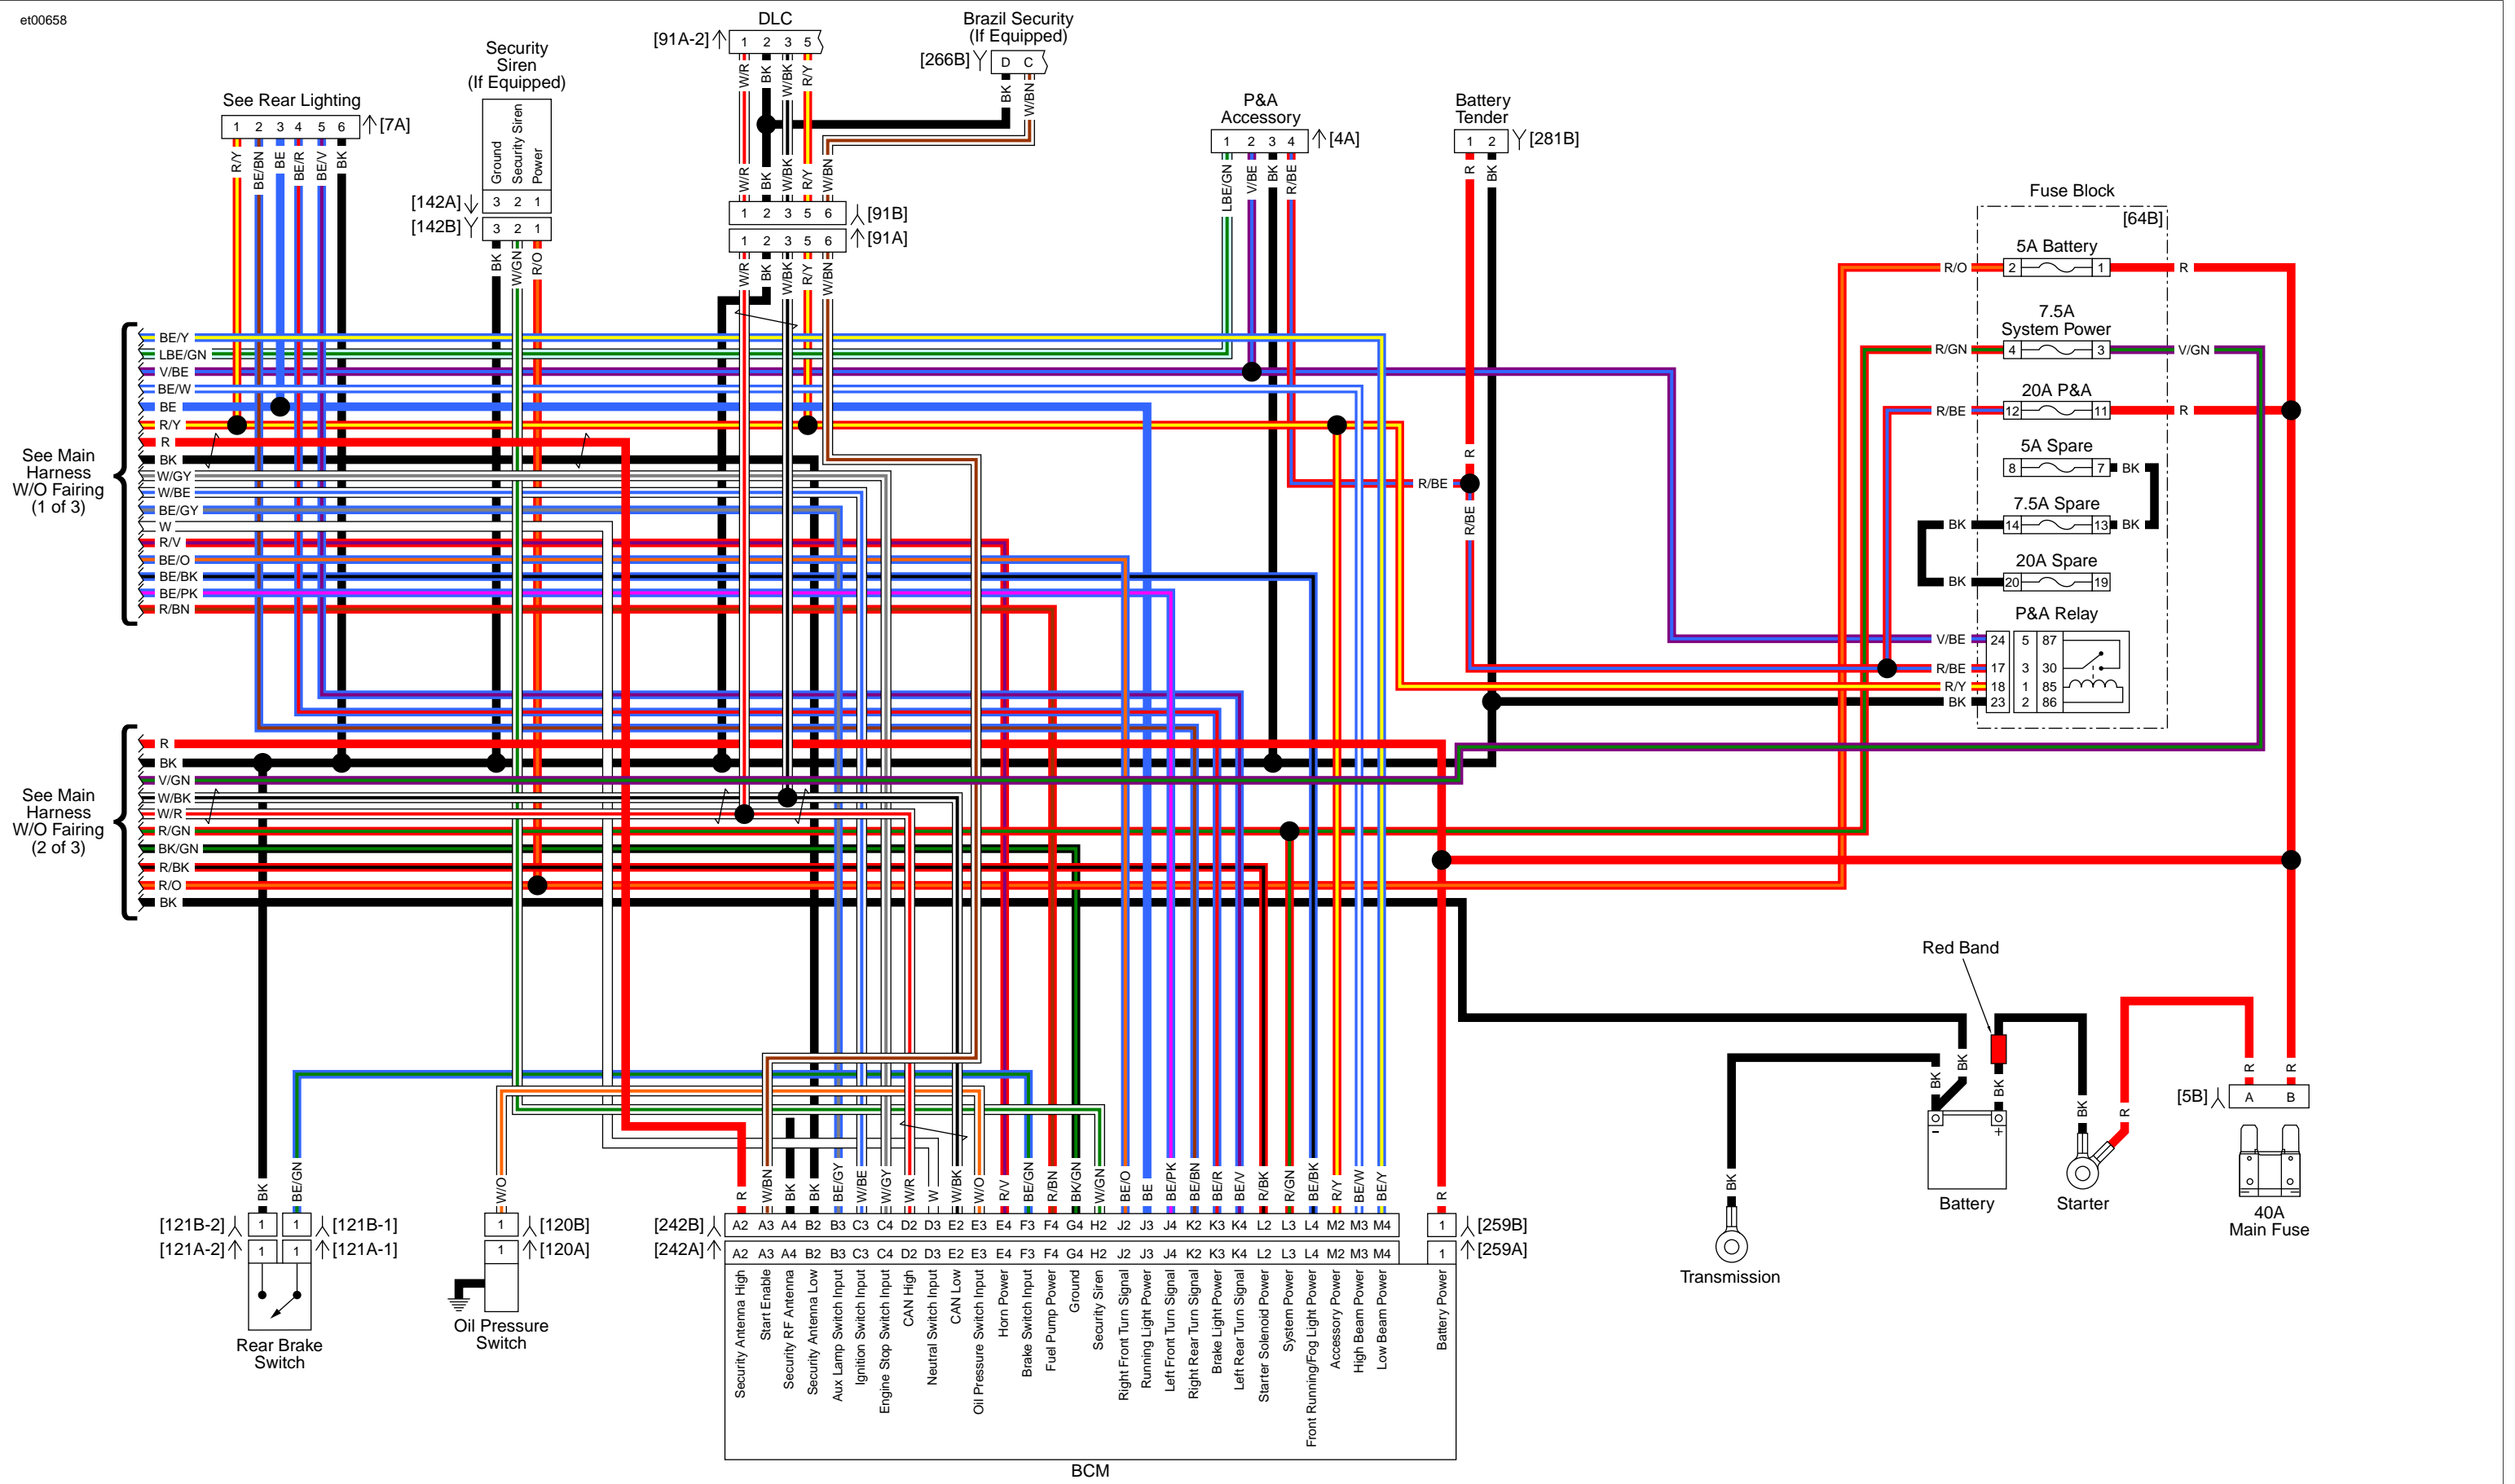 et00658
DLC
[91A-2]
1 2 3 5
W/R BK W/BK R/Y
Brazil Security
(If Equipped)
[266B]
D C
BK W/BN
Security
Siren
(If Equipped)
Ground
Security Siren
Power
[142A]
3 2 1
[142B]
3 2 1
BK W/GN R/O
See Rear Lighting
1 2 3 4 5 6
[7A]
R/Y BE/BN BE BE/R BE/V BK
W/R BK W/BK R/Y W/BN
1 2 3 5 6
[91B]
1 2 3 5 6
[91A]
W/R BK W/BK R/Y W/BN
P&A
Accessory
1 2 3 4
[4A]
LBE/GN V/BE BK R/BE
Battery
Tender
1 2
[281B]
R BK
R
R/BE
R/BE
Fuse Block
[64B]
5A Battery
R/O 2 1 R
7.5A
System Power
R/GN 4 3 V/GN
20A P&A
R/BE 12 11 R
5A Spare
8 7 BK
7.5A Spare
BK 14 13 BK
20A Spare
BK 20 19
P&A Relay
V/BE 24 5 87
R/BE 17 3 30
R/Y 18 1 85
BK 23 2 86
See Main
Harness
W/O Fairing
(1 of 3)
BE/Y
LBE/GN
V/BE
BE/W
BE
R/Y
R
BK
W/GY
W/BE
BE/GY
W
R/V
BE/O
BE/BK
BE/PK
R/BN
See Main
Harness
W/O Fairing
(2 of 3)
R
BK
V/GN
W/BK
W/R
R/GN
BK/GN
R/BK
R/O
BK
Red Band
BK BK BK BK R R R
BK
- +
Battery
Starter
Transmission
[5B]
A B
40A
Main Fuse
BK BE/GN
[121B-2] 1 1 [121B-1]
[121A-2] 1 1 [121A-1]
Rear Brake
Switch
W/O
1 [120B]
1 [120A]
Oil Pressure
Switch
R W/BN BK BK BE/GY W/BE W/GY W/R W W/BK W/O R/V BE/GN R/BN BK/GN W/GN BE/O BE BE/PK BE/BN BE/R BE/V R/BK R/GN BE/BK R/Y BE/W BE/Y R
[242B] A2 A3 A4 B2 B3 C3 C4 D2 D3 E2 E3 E4 F3 F4 G4 H2 J2 J3 J4 K2 K3 K4 L2 L3 L4 M2 M3 M4 1 [259B]
[242A] A2 A3 A4 B2 B3 C3 C4 D2 D3 E2 E3 E4 F3 F4 G4 H2 J2 J3 J4 K2 K3 K4 L2 L3 L4 M2 M3 M4 1 [259A]
Security Antenna High
Start Enable
Security RF Antenna
Security Antenna Low
Aux Lamp Switch Input
Ignition Switch Input
Engine Stop Switch Input
CAN High
Neutral Switch Input
CAN Low
Oil Pressure Switch Input
Horn Power
Brake Switch Input
Fuel Pump Power
Ground
Security Siren
Right Front Turn Signal
Running Light Power
Left Front Turn Signal
Right Rear Turn Signal
Brake Light Power
Left Rear Turn Signal
Starter Solenoid Power
System Power
Front Running/Fog Light Power
Accessory Power
High Beam Power
Low Beam Power
Battery Power
BCM